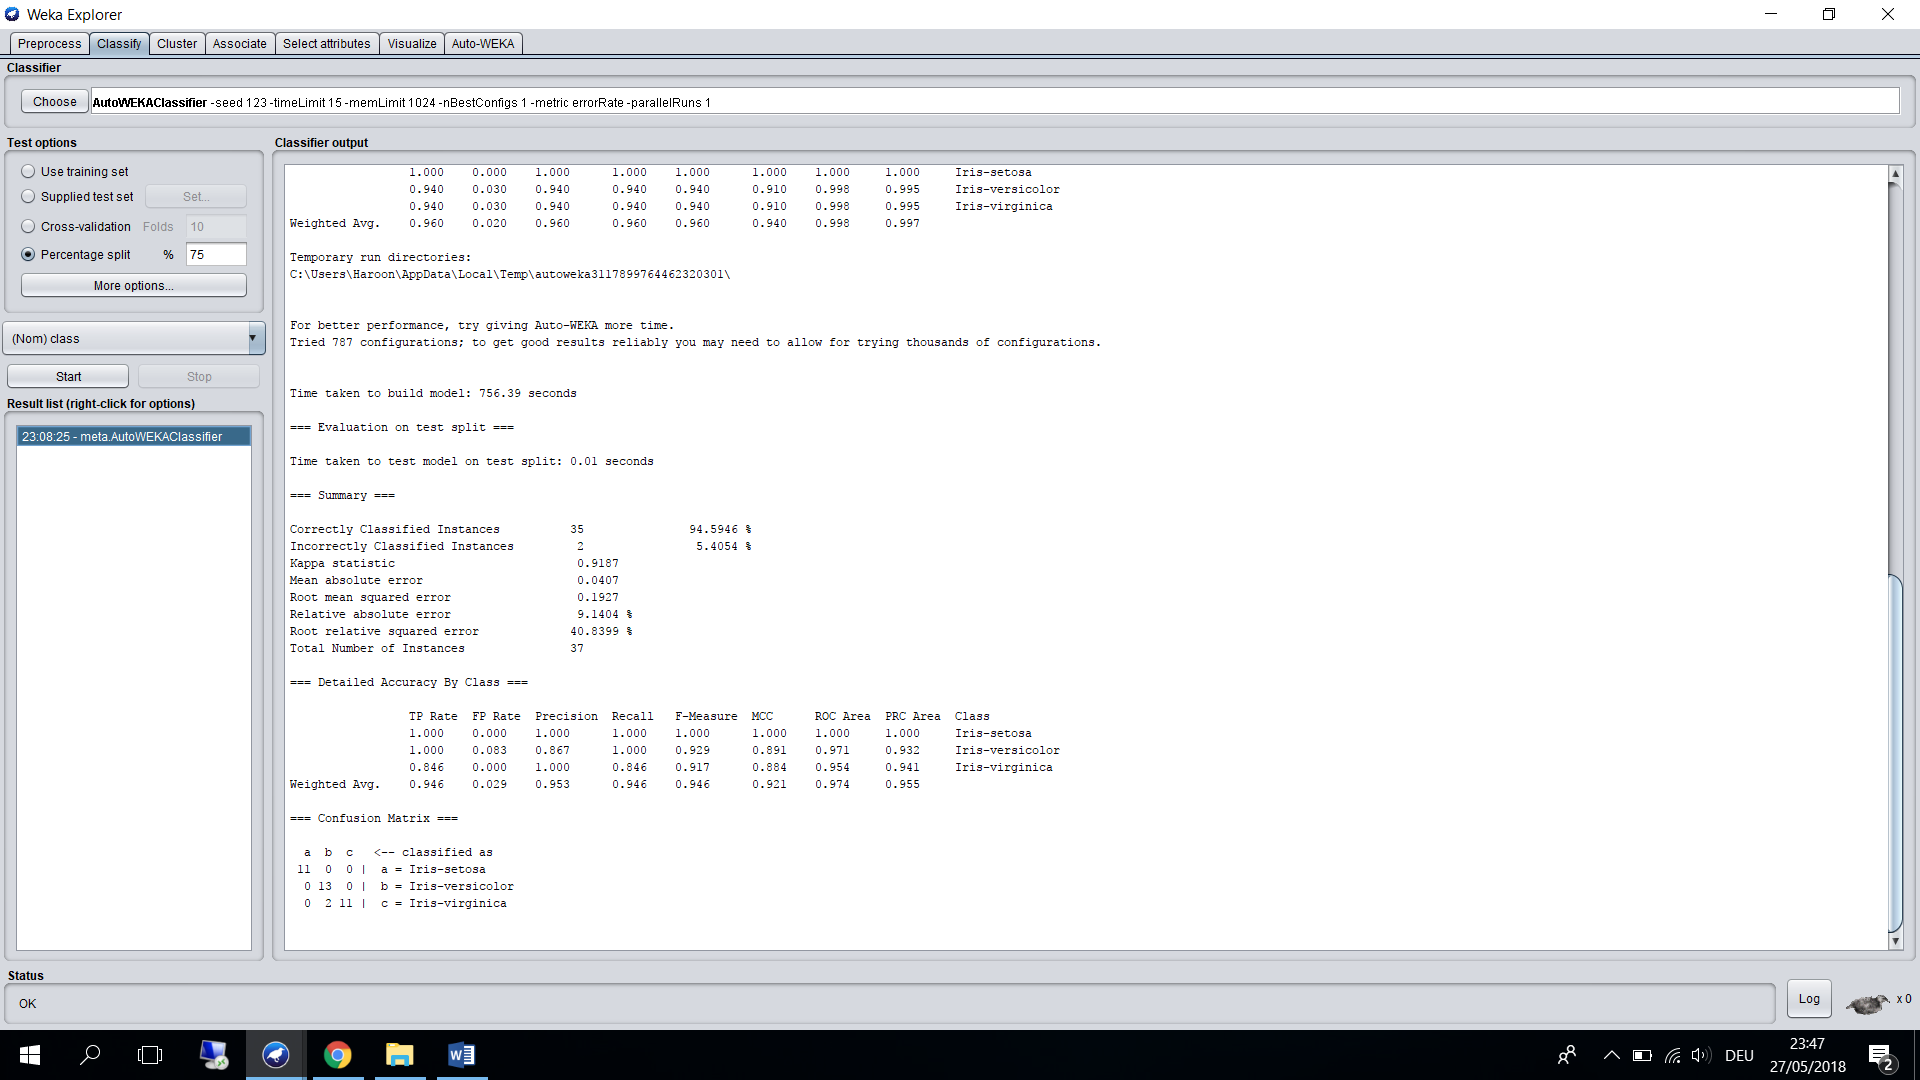 Weka Explorer
Preprocess Classify Cluster Associate Select attributes Visualize Auto-WEKA
Classifier
Choose AutoWEKAClassifier -seed 123 -timeLimit 15 -memLimit 1024 -nBestConfigs 1 -metric errorRate -parallelRuns 1
Test options
Use training set
Supplied test set Set...
Cross-validation Folds 10
Percentage split % 75
More options...
(Nom) class
Start Stop
Result list (right-click for options)
23:08:25 - meta.AutoWEKAClassifier
Classifier output
1.000 0.000 1.000 1.000 1.000 1.000 1.000 1.000 Iris-setosa
0.940 0.030 0.940 0.940 0.940 0.910 0.998 0.995 Iris-versicolor
0.940 0.030 0.940 0.940 0.940 0.910 0.998 0.995 Iris-virginica
Weighted Avg. 0.960 0.020 0.960 0.960 0.960 0.940 0.998 0.997
Temporary run directories:
C:\Users\Haroon\AppData\Local\Temp\autoweka3117899764462320301\
For better performance, try giving Auto-WEKA more time.
Tried 787 configurations; to get good results reliably you may need to allow for trying thousands of configurations.
Time taken to build model: 756.39 seconds
=== Evaluation on test split ===
Time taken to test model on test split: 0.01 seconds
=== Summary ===
Correctly Classified Instances 35 94.5946 %
Incorrectly Classified Instances 2 5.4054 %
Kappa statistic 0.9187
Mean absolute error 0.0407
Root mean squared error 0.1927
Relative absolute error 9.1404 %
Root relative squared error 40.8399 %
Total Number of Instances 37
=== Detailed Accuracy By Class ===
TP Rate FP Rate Precision Recall F-Measure MCC ROC Area PRC Area Class
1.000 0.000 1.000 1.000 1.000 1.000 1.000 1.000 Iris-setosa
1.000 0.083 0.867 1.000 0.929 0.891 0.971 0.932 Iris-versicolor
0.846 0.000 1.000 0.846 0.917 0.884 0.954 0.941 Iris-virginica
Weighted Avg. 0.946 0.029 0.953 0.946 0.946 0.921 0.974 0.955
=== Confusion Matrix ===
a b c <-- classified as
11 0 0 | a = Iris-setosa
0 13 0 | b = Iris-versicolor
0 2 11 | c = Iris-virginica
Status
OK
Log x 0
DEU
23:47
27/05/2018
2